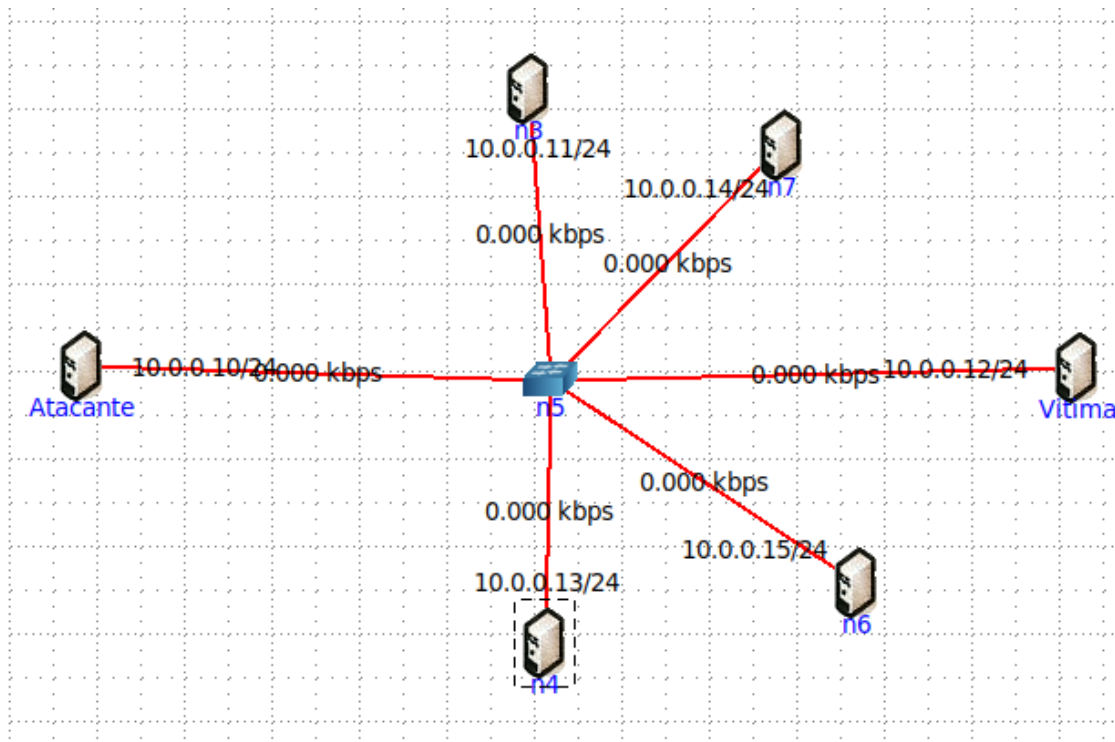 n3
10.0.0.11/24
n7
10.0.0.14/24
0.000 kbps
0.000 kbps
10.0.0.10/24
0.000 kbps
0.000 kbps
10.0.0.12/24
Atacante
n5
Vitima
0.000 kbps
0.000 kbps
10.0.0.15/24
10.0.0.13/24
n6
n4